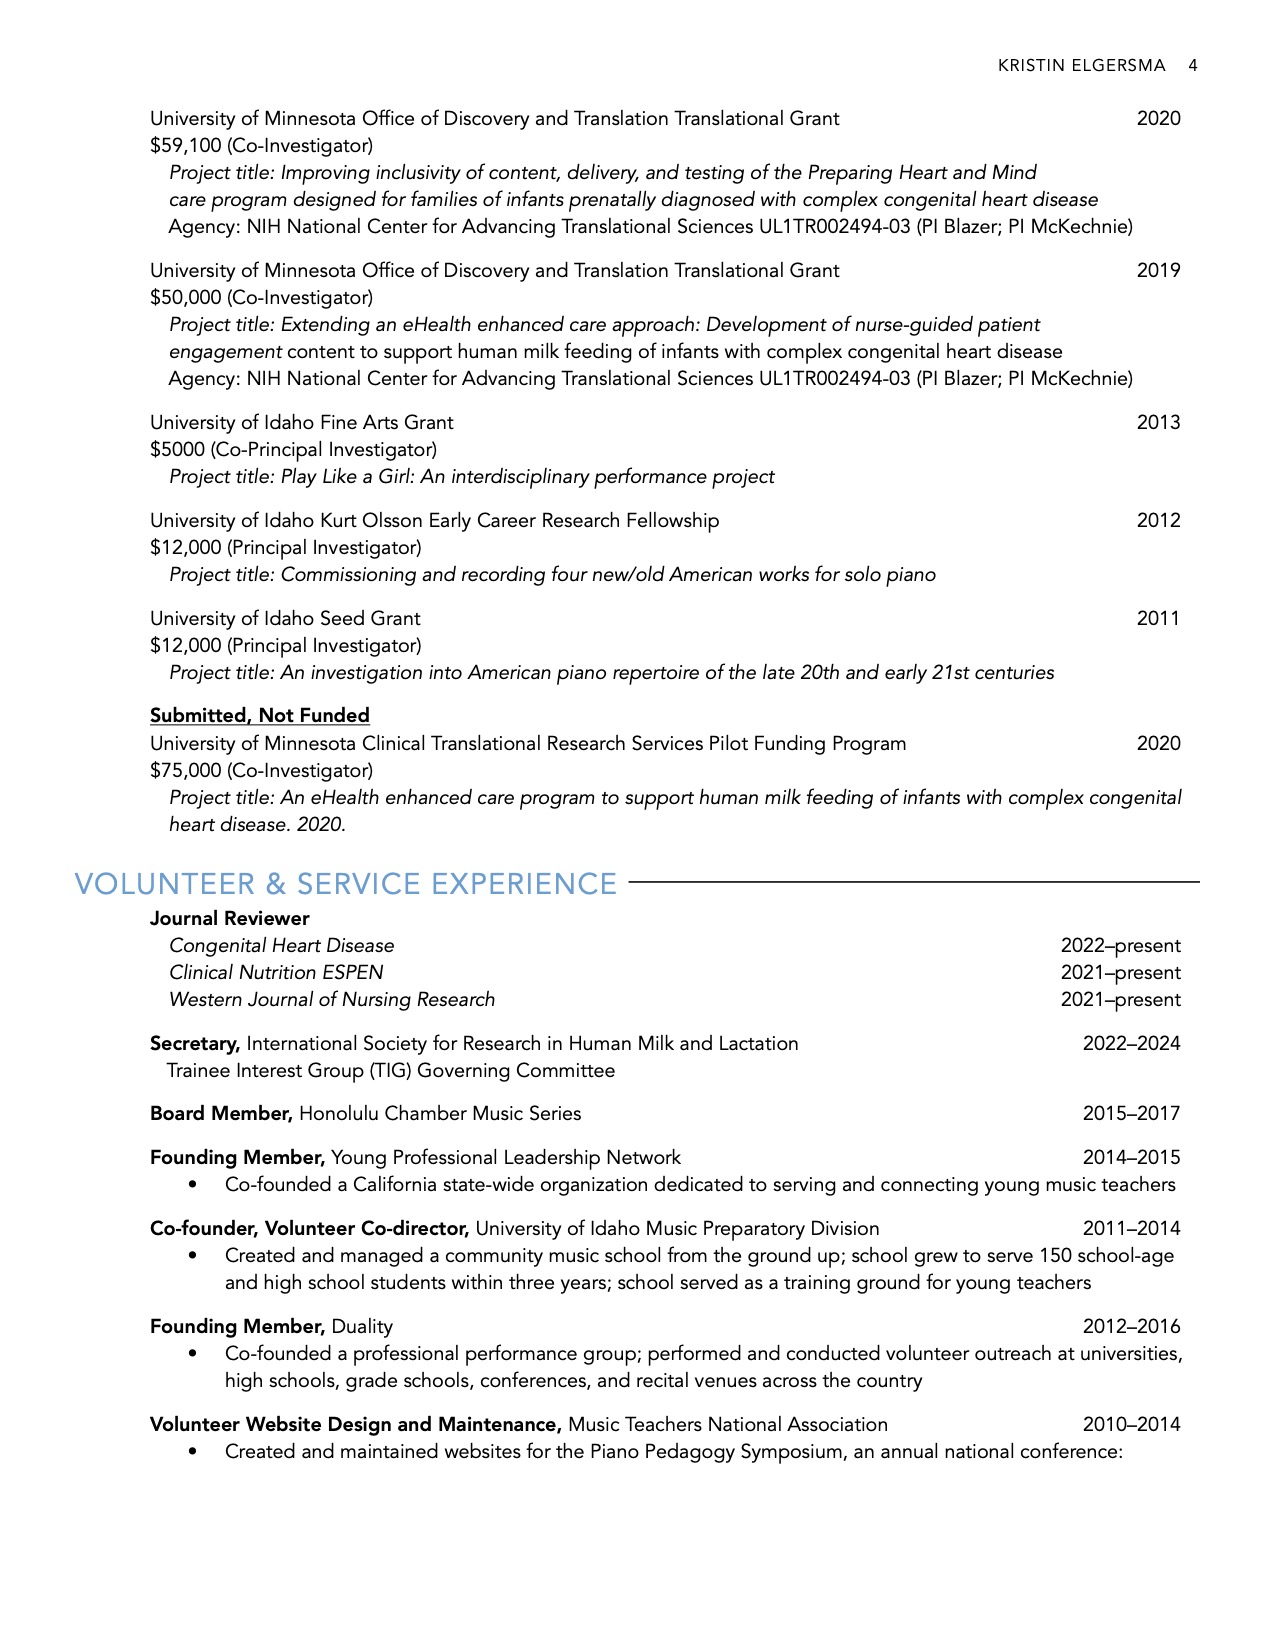 KRISTIN ELGERSMA 4
University of Minnesota Office of Discovery and Translation Translational Grant 2020
$59,100 (Co-Investigator)
Project title: Improving inclusivity of content, delivery, and testing of the Preparing Heart and Mind
care program designed for families of infants prenatally diagnosed with complex congenital heart disease
Agency: NIH National Center for Advancing Translational Sciences UL1TR002494-03 (PI Blazer; PI McKechnie)
University of Minnesota Office of Discovery and Translation Translational Grant 2019
$50,000 (Co-Investigator)
Project title: Extending an eHealth enhanced care approach: Development of nurse-guided patient
engagement content to support human milk feeding of infants with complex congenital heart disease
Agency: NIH National Center for Advancing Translational Sciences UL1TR002494-03 (PI Blazer; PI McKechnie)
University of Idaho Fine Arts Grant 2013
$5000 (Co-Principal Investigator)
Project title: Play Like a Girl: An interdisciplinary performance project
University of Idaho Kurt Olsson Early Career Research Fellowship 2012
$12,000 (Principal Investigator)
Project title: Commissioning and recording four new/old American works for solo piano
University of Idaho Seed Grant 2011
$12,000 (Principal Investigator)
Project title: An investigation into American piano repertoire of the late 20th and early 21st centuries
Submitted, Not Funded
University of Minnesota Clinical Translational Research Services Pilot Funding Program 2020
$75,000 (Co-Investigator)
Project title: An eHealth enhanced care program to support human milk feeding of infants with complex congenital
heart disease. 2020.
VOLUNTEER & SERVICE EXPERIENCE
Journal Reviewer
Congenital Heart Disease 2022–present
Clinical Nutrition ESPEN 2021–present
Western Journal of Nursing Research 2021–present
Secretary, International Society for Research in Human Milk and Lactation 2022–2024
Trainee Interest Group (TIG) Governing Committee
Board Member, Honolulu Chamber Music Series 2015–2017
Founding Member, Young Professional Leadership Network 2014–2015
• Co-founded a California state-wide organization dedicated to serving and connecting young music teachers
Co-founder, Volunteer Co-director, University of Idaho Music Preparatory Division 2011–2014
• Created and managed a community music school from the ground up; school grew to serve 150 school-age
and high school students within three years; school served as a training ground for young teachers
Founding Member, Duality 2012–2016
• Co-founded a professional performance group; performed and conducted volunteer outreach at universities,
high schools, grade schools, conferences, and recital venues across the country
Volunteer Website Design and Maintenance, Music Teachers National Association 2010–2014
• Created and maintained websites for the Piano Pedagogy Symposium, an annual national conference: